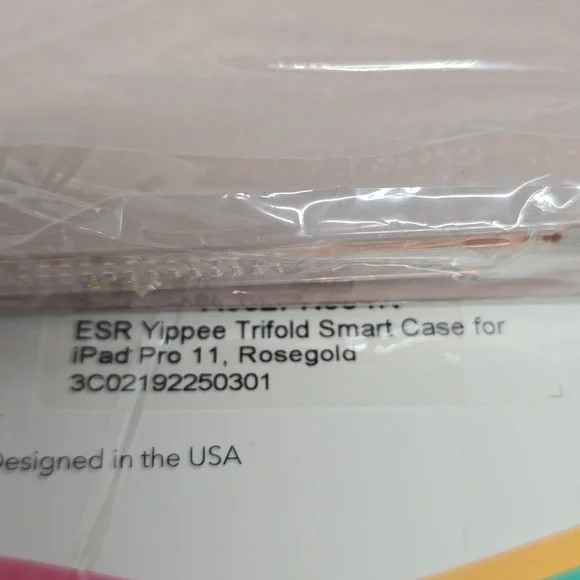 ESR Yippee Trifold Smart Case for
iPad Pro 11, Rosegold
3C02192250301
Designed in the USA